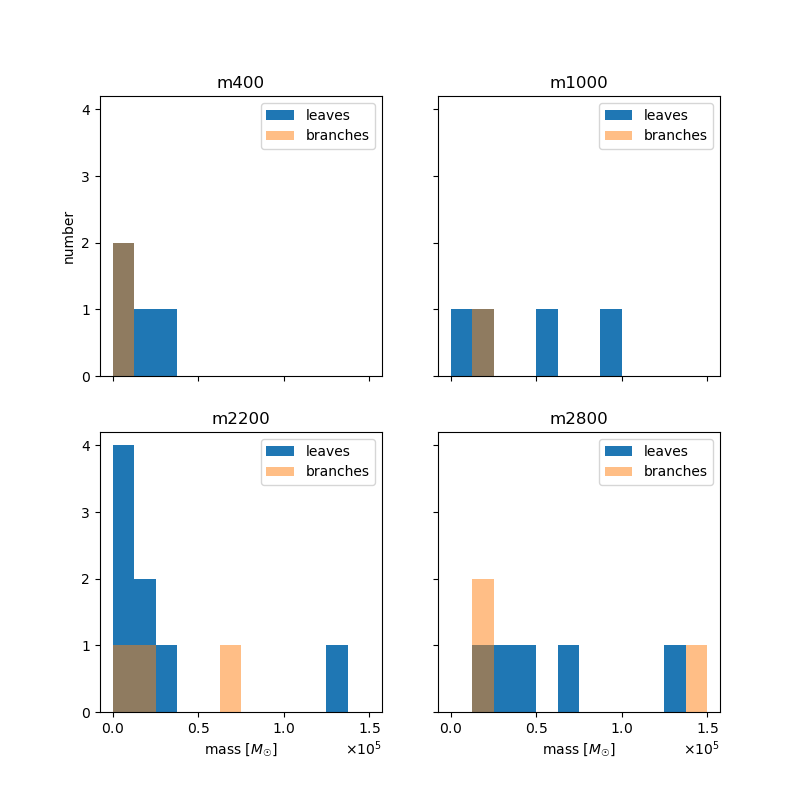 m400
m1000
4
3
2
1
0
number
leaves
branches
leaves
branches
m2200
m2800
4
3
2
1
0
leaves
branches
leaves
branches
0.0 0.5 1.0 1.5
0.0 0.5 1.0 1.5
mass [M☉] ×10⁵
mass [M☉] ×10⁵